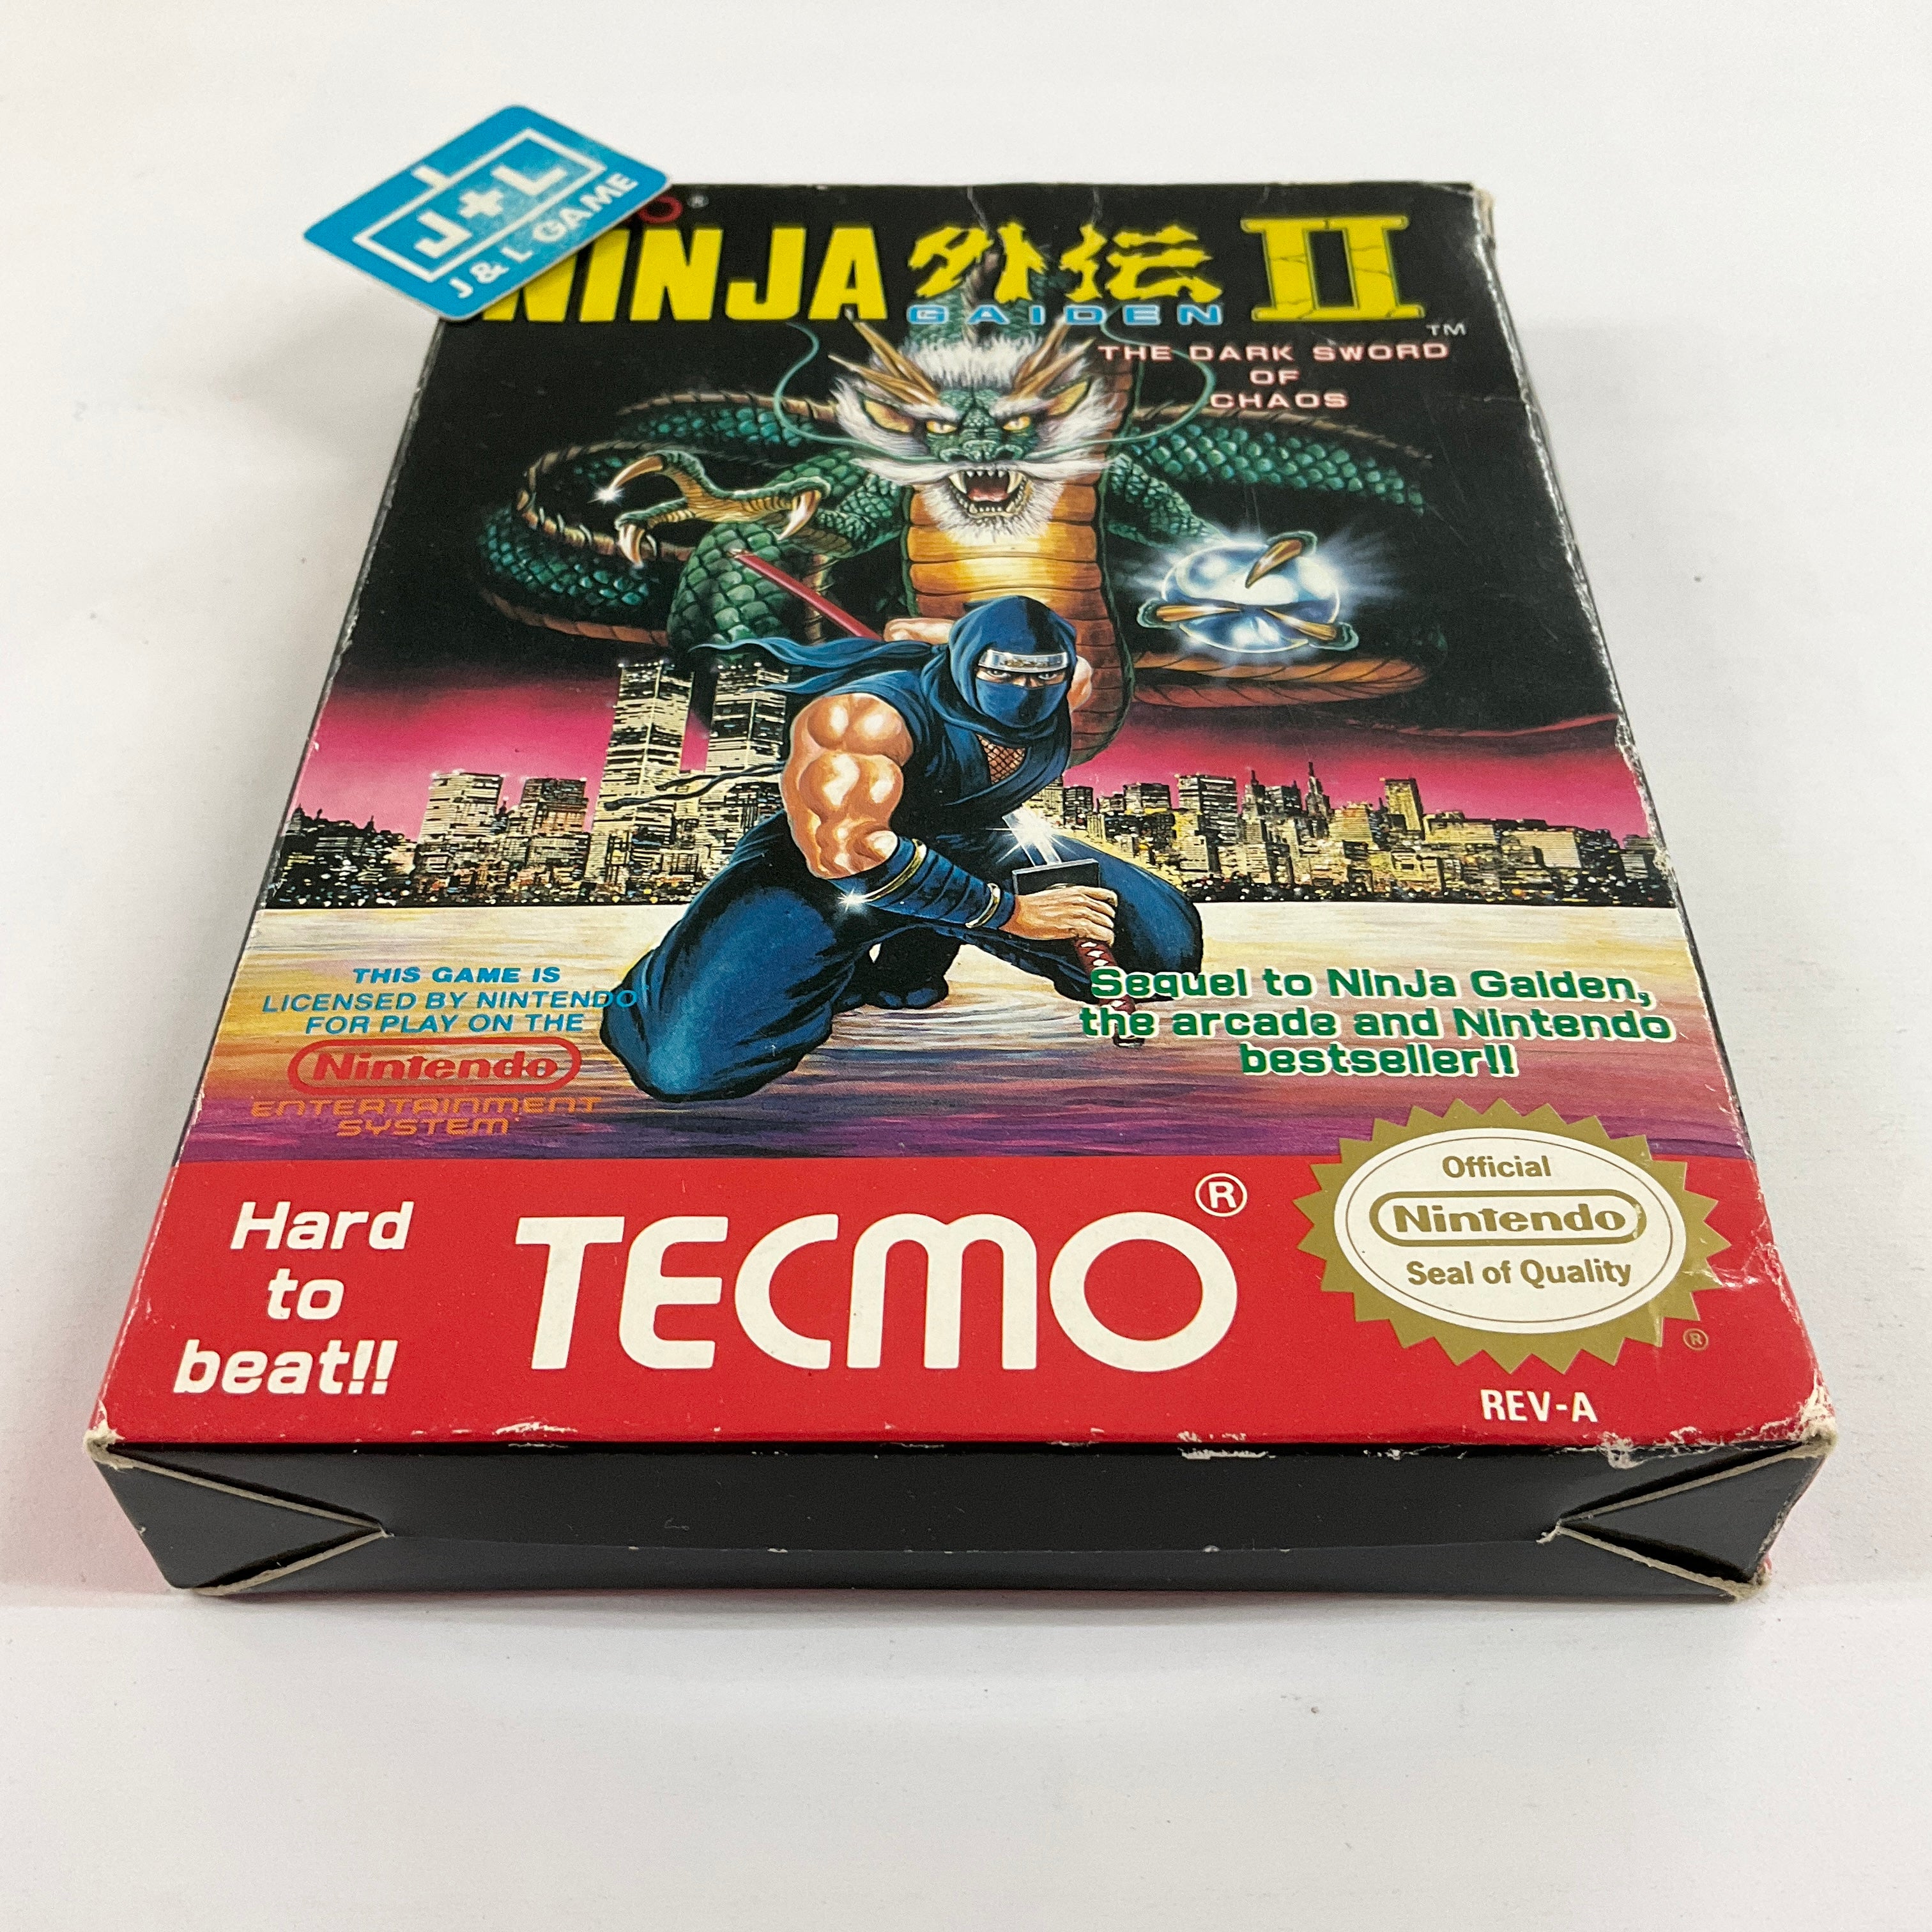 J+L
J & L GAME
®
NINJA 外伝 II
GAIDEN
TM
THE DARK SWORD
OF
CHAOS
THIS GAME IS
LICENSED BY NINTENDO
FOR PLAY ON THE
Nintendo
ENTERTAINMENT
SYSTEM
Sequel to Ninja Gaiden,
the arcade and Nintendo
bestseller!!
Hard
to
beat!!
TECMO®
Official
Nintendo
Seal of Quality
®
REV-A